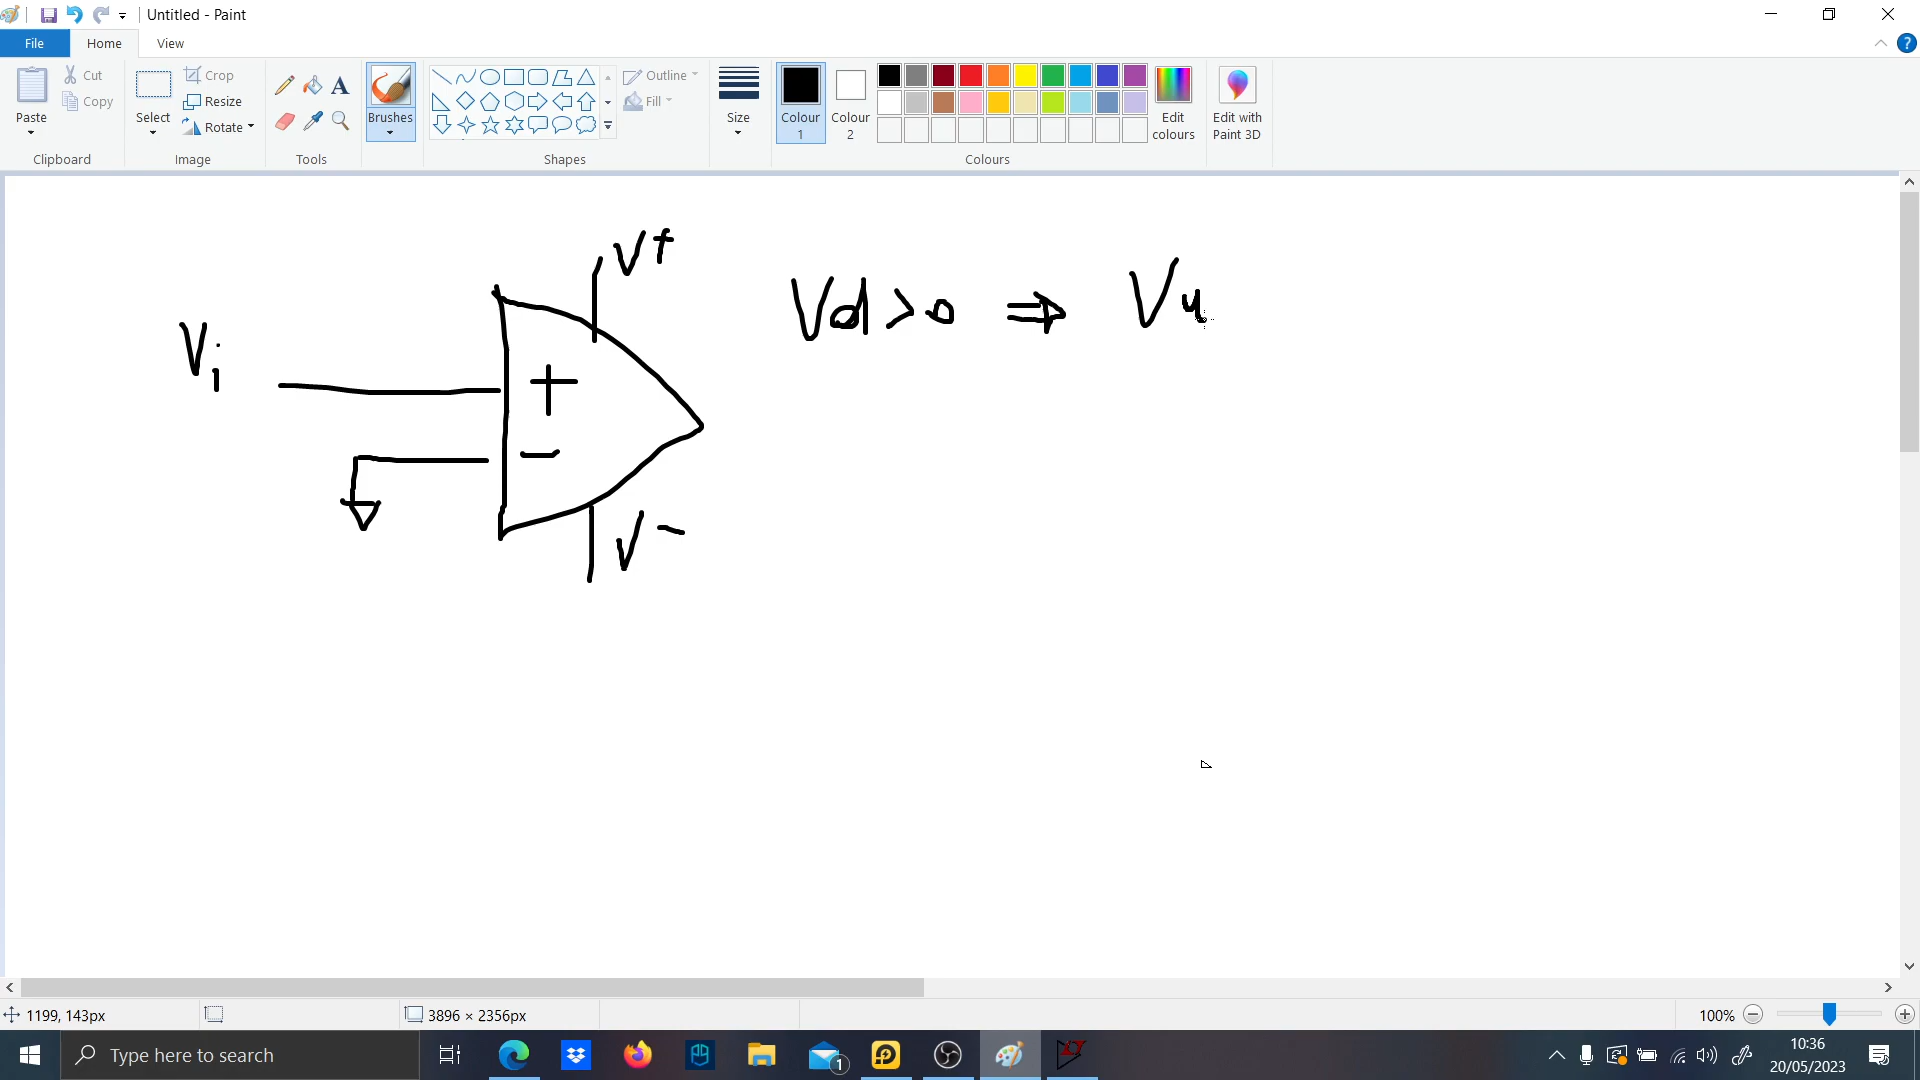 Untitled - Paint
File
Home
View
Paste
Cut
Copy
Clipboard
Select
Crop
Resize
Rotate
Image
Tools
Brushes
Shapes
Outline
Fill
Size
Colour 1
Colour 2
Edit colours
Edit with Paint 3D
Colours
V+
Vi
+
-
V-
Vd>0 ⇒ Vu
1199, 143px
3896 × 2356px
100%
Type here to search
1
10:36
20/05/2023